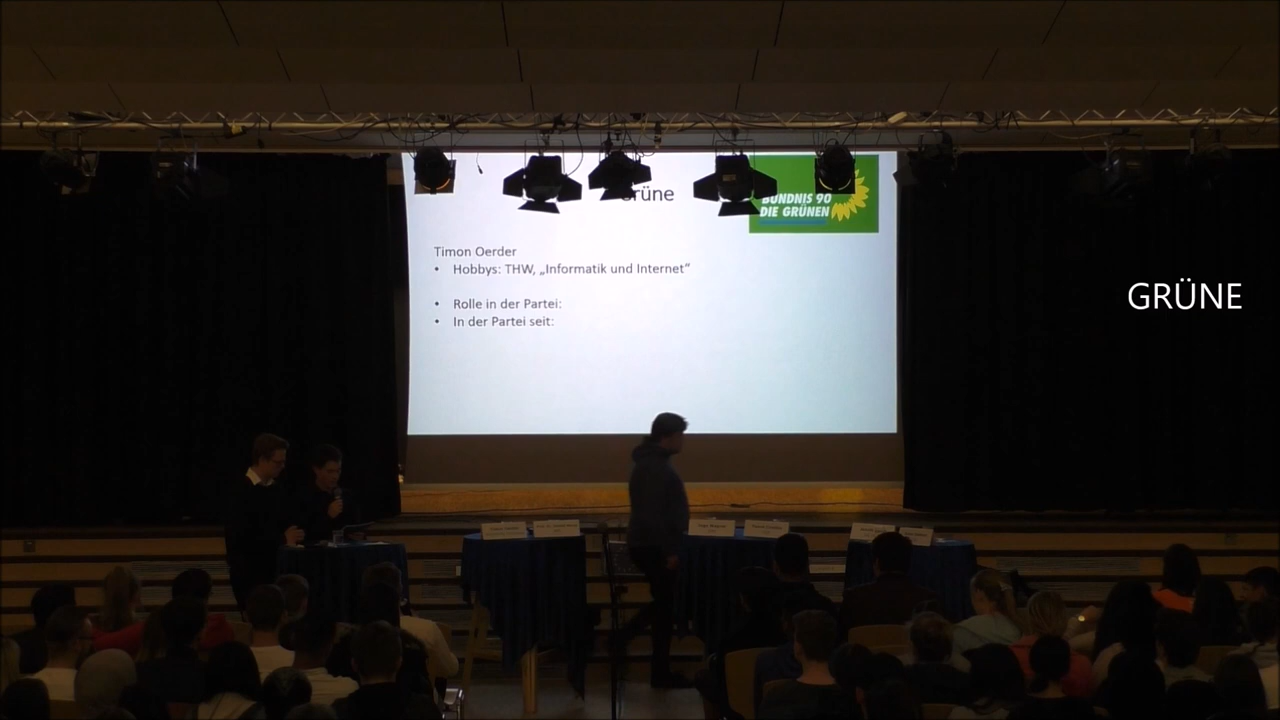 rüne
BÜNDNIS 90
DIE GRÜNEN
Timon Oerder
• Hobbys: THW, „Informatik und Internet“
• Rolle in der Partei:
• In der Partei seit:
GRÜNE